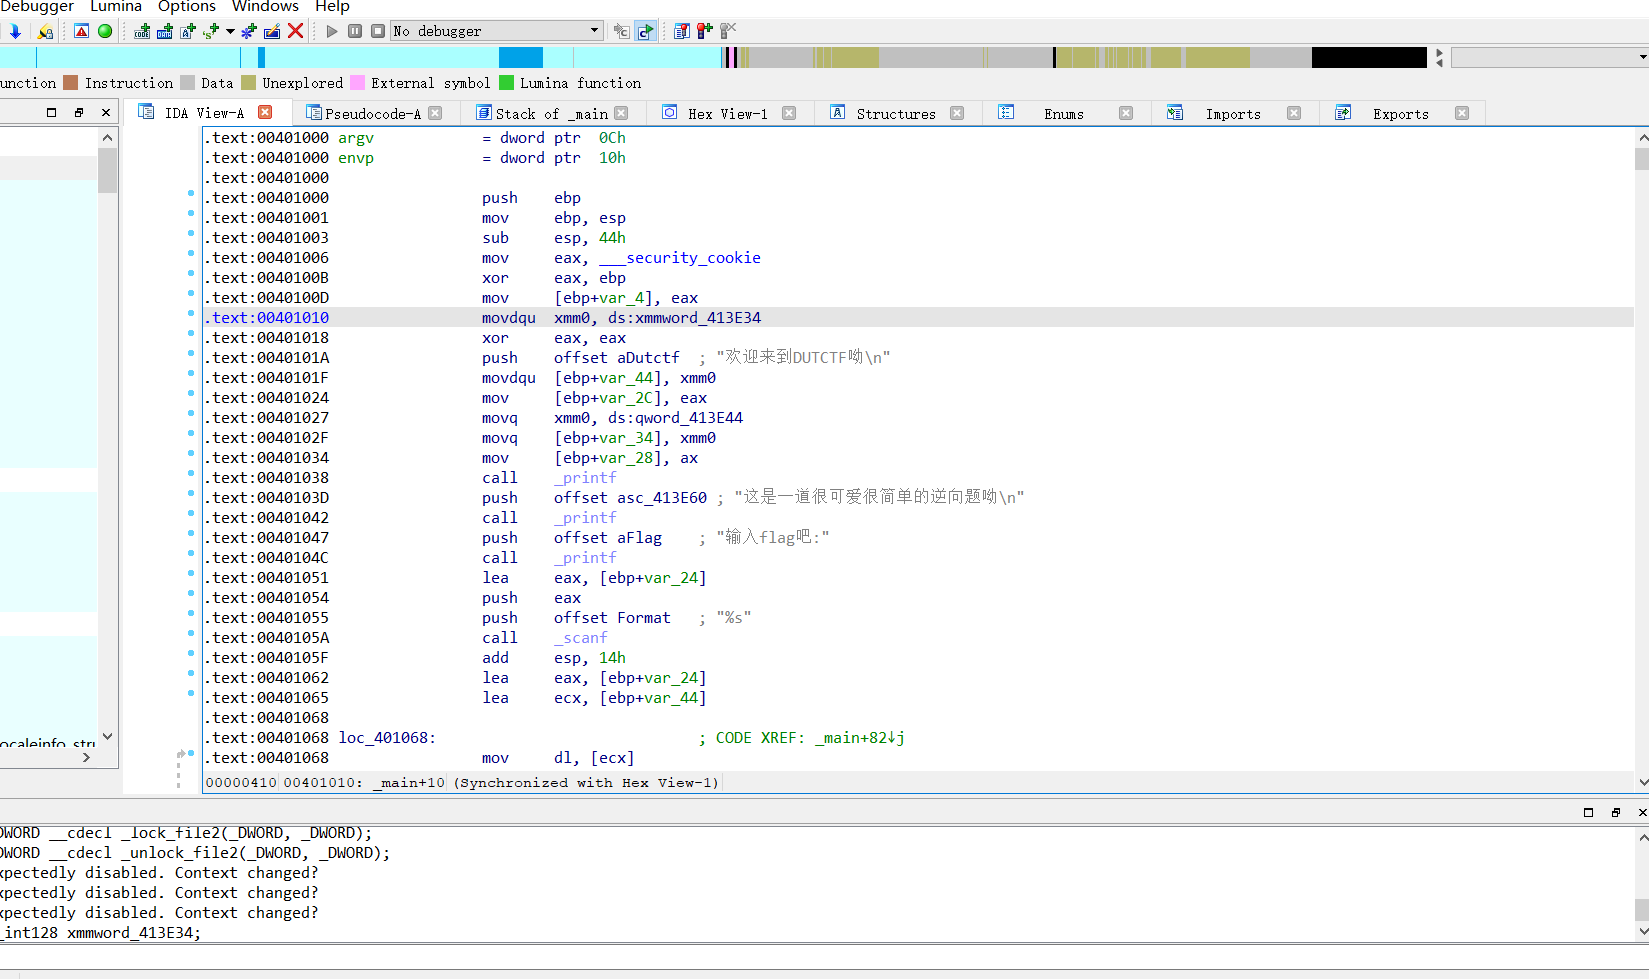 Debugger Lumina Options Windows Help
No debugger
unction Instruction Data Unexplored External symbol Lumina function
IDA View-A Pseudocode-A Stack of _main Hex View-1 Structures Enums Imports Exports
.text:00401000 argv = dword ptr 0Ch
.text:00401000 envp = dword ptr 10h
.text:00401000
.text:00401000 push ebp
.text:00401001 mov ebp, esp
.text:00401003 sub esp, 44h
.text:00401006 mov eax, ___security_cookie
.text:0040100B xor eax, ebp
.text:0040100D mov [ebp+var_4], eax
.text:00401010 movdqu xmm0, ds:xmmword_413E34
.text:00401018 xor eax, eax
.text:0040101A push offset aDutctf ; "欢迎来到DUTCTF呦\n"
.text:0040101F movdqu [ebp+var_44], xmm0
.text:00401024 mov [ebp+var_2C], eax
.text:00401027 movq xmm0, ds:qword_413E44
.text:0040102F movq [ebp+var_34], xmm0
.text:00401034 mov [ebp+var_28], ax
.text:00401038 call _printf
.text:0040103D push offset asc_413E60 ; "这是一道很可爱很简单的逆向题呦\n"
.text:00401042 call _printf
.text:00401047 push offset aFlag ; "输入flag吧:"
.text:0040104C call _printf
.text:00401051 lea eax, [ebp+var_24]
.text:00401054 push eax
.text:00401055 push offset Format ; "%s"
.text:0040105A call _scanf
.text:0040105F add esp, 14h
.text:00401062 lea eax, [ebp+var_24]
.text:00401065 lea ecx, [ebp+var_44]
.text:00401068
.text:00401068 loc_401068: ; CODE XREF: _main+82↓j
.text:00401068 mov dl, [ecx]
ocaleinfo_stru
00000410 00401010: _main+10 (Synchronized with Hex View-1)
DWORD __cdecl _lock_file2(_DWORD, _DWORD);
DWORD __cdecl _unlock_file2(_DWORD, _DWORD);
xpectedly disabled. Context changed?
xpectedly disabled. Context changed?
xpectedly disabled. Context changed?
_int128 xmmword_413E34;